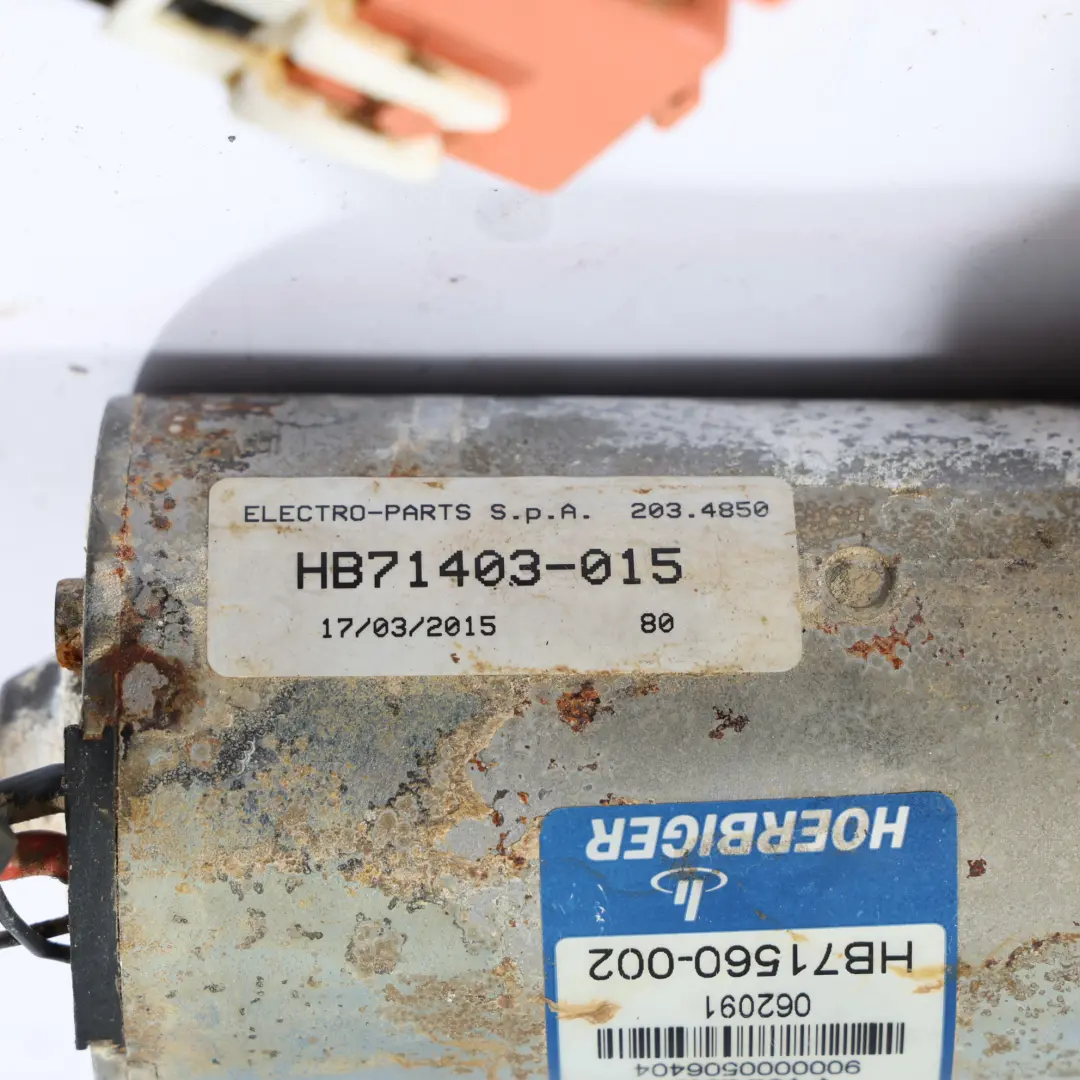 ELECTRO-PARTS S.p.A. 203.4850
HB71403-015
17/03/2015 80
HOERBIGER
HB71560-002
062091
9000000506404